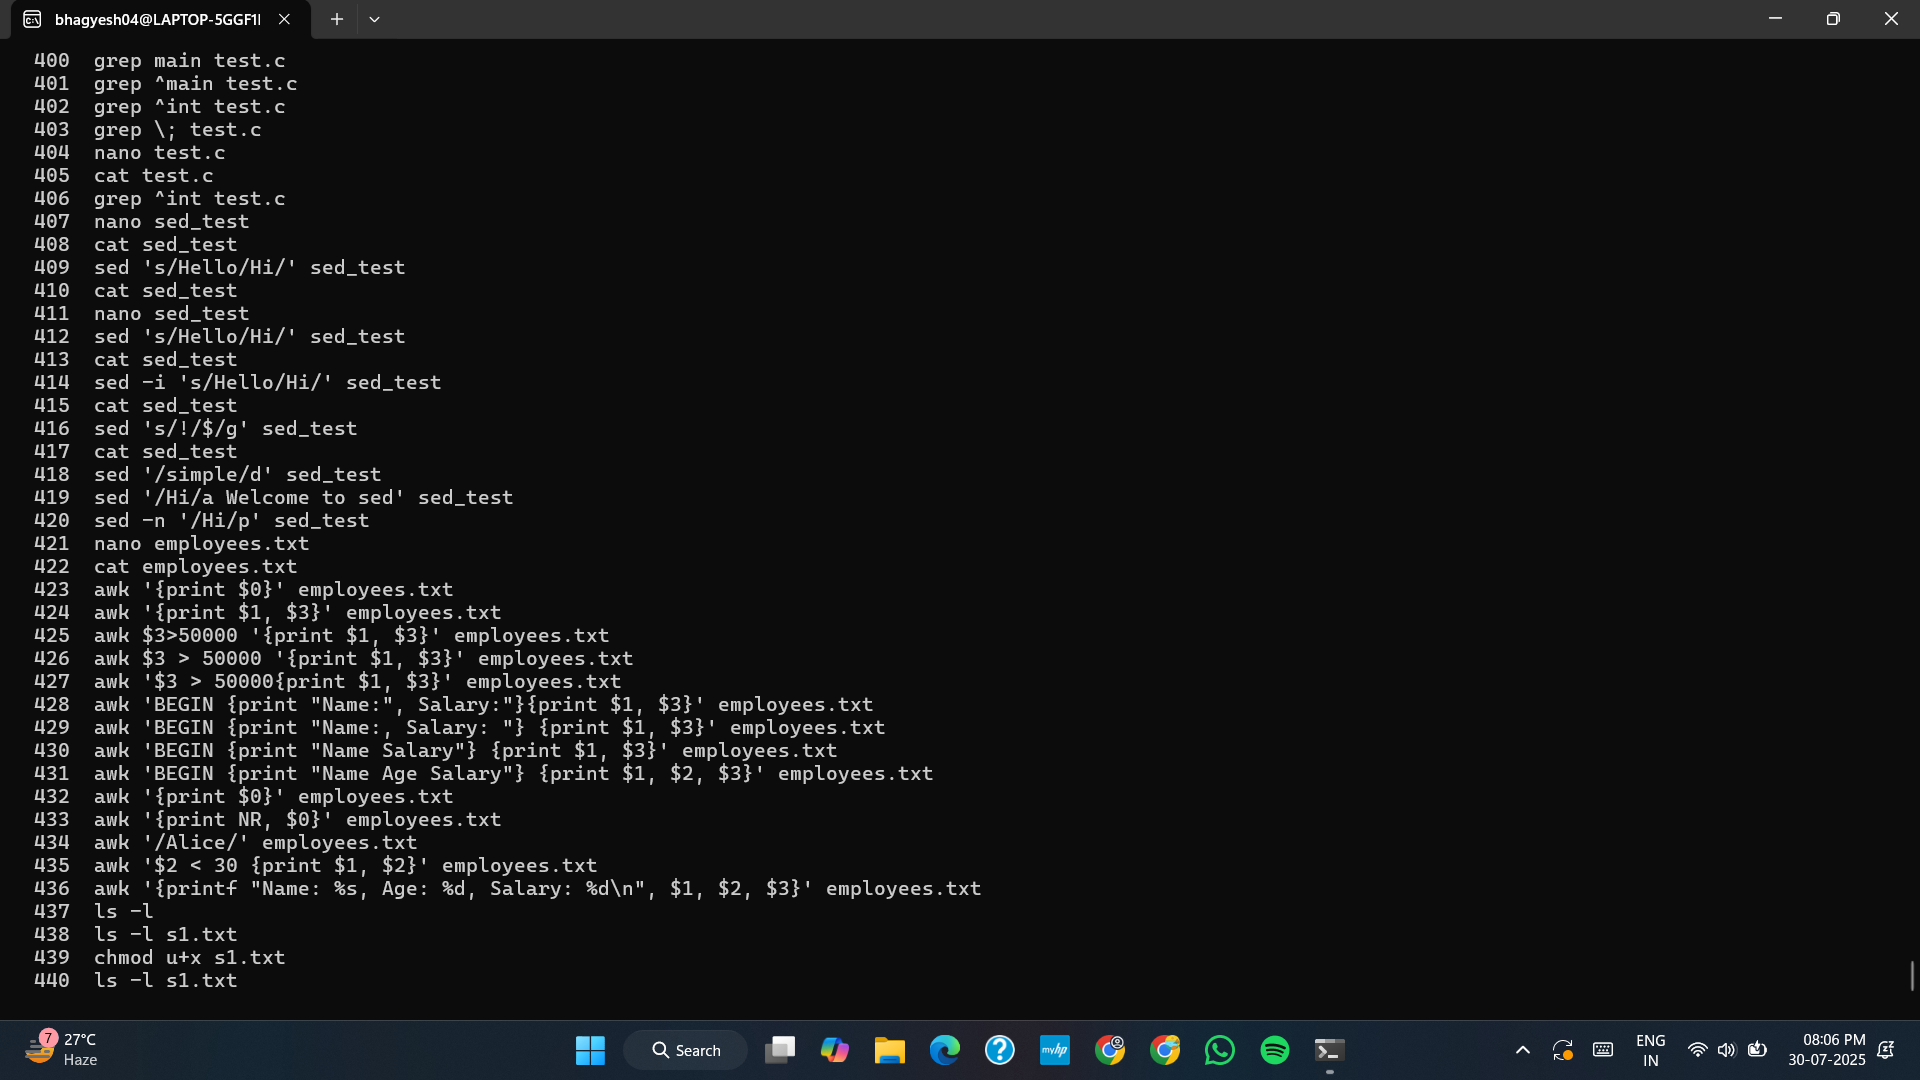 bhagyesh04@LAPTOP-5GGF1
400 grep main test.c
401 grep ^main test.c
402 grep ^int test.c
403 grep \; test.c
404 nano test.c
405 cat test.c
406 grep ^int test.c
407 nano sed_test
408 cat sed_test
409 sed 's/Hello/Hi/' sed_test
410 cat sed_test
411 nano sed_test
412 sed 's/Hello/Hi/' sed_test
413 cat sed_test
414 sed -i 's/Hello/Hi/' sed_test
415 cat sed_test
416 sed 's/!/$/g' sed_test
417 cat sed_test
418 sed '/simple/d' sed_test
419 sed '/Hi/a Welcome to sed' sed_test
420 sed -n '/Hi/p' sed_test
421 nano employees.txt
422 cat employees.txt
423 awk '{print $0}' employees.txt
424 awk '{print $1, $3}' employees.txt
425 awk $3>50000 '{print $1, $3}' employees.txt
426 awk $3 > 50000 '{print $1, $3}' employees.txt
427 awk '$3 > 50000{print $1, $3}' employees.txt
428 awk 'BEGIN {print "Name:", Salary:"}{print $1, $3}' employees.txt
429 awk 'BEGIN {print "Name:, Salary: "} {print $1, $3}' employees.txt
430 awk 'BEGIN {print "Name Salary"} {print $1, $3}' employees.txt
431 awk 'BEGIN {print "Name Age Salary"} {print $1, $2, $3}' employees.txt
432 awk '{print $0}' employees.txt
433 awk '{print NR, $0}' employees.txt
434 awk '/Alice/' employees.txt
435 awk '$2 < 30 {print $1, $2}' employees.txt
436 awk '{printf "Name: %s, Age: %d, Salary: %d\n", $1, $2, $3}' employees.txt
437 ls -l
438 ls -l s1.txt
439 chmod u+x s1.txt
440 ls -l s1.txt
7
27°C
Haze
Search
myhp
ENG
IN
08:06 PM
30-07-2025